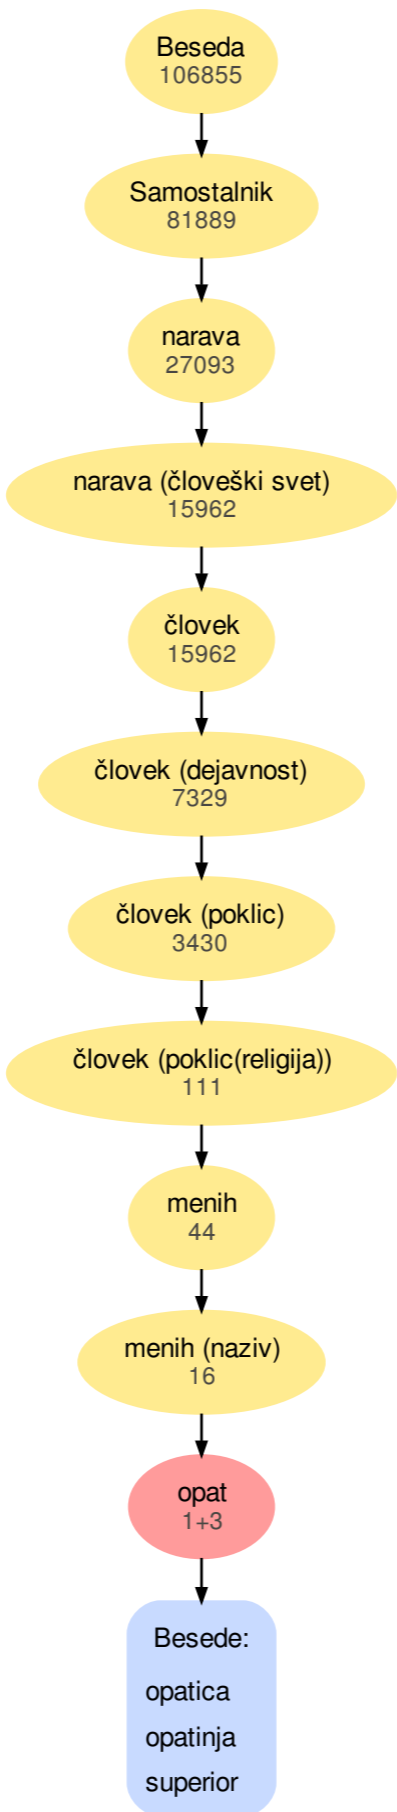 Beseda
106855
Samostalnik
81889
narava
27093
narava (človeški svet)
15962
človek
15962
človek (dejavnost)
7329
človek (poklic)
3430
človek (poklic(religija))
111
menih
44
menih (naziv)
16
opat
1+3
Besede:
opatica
opatinja
superior